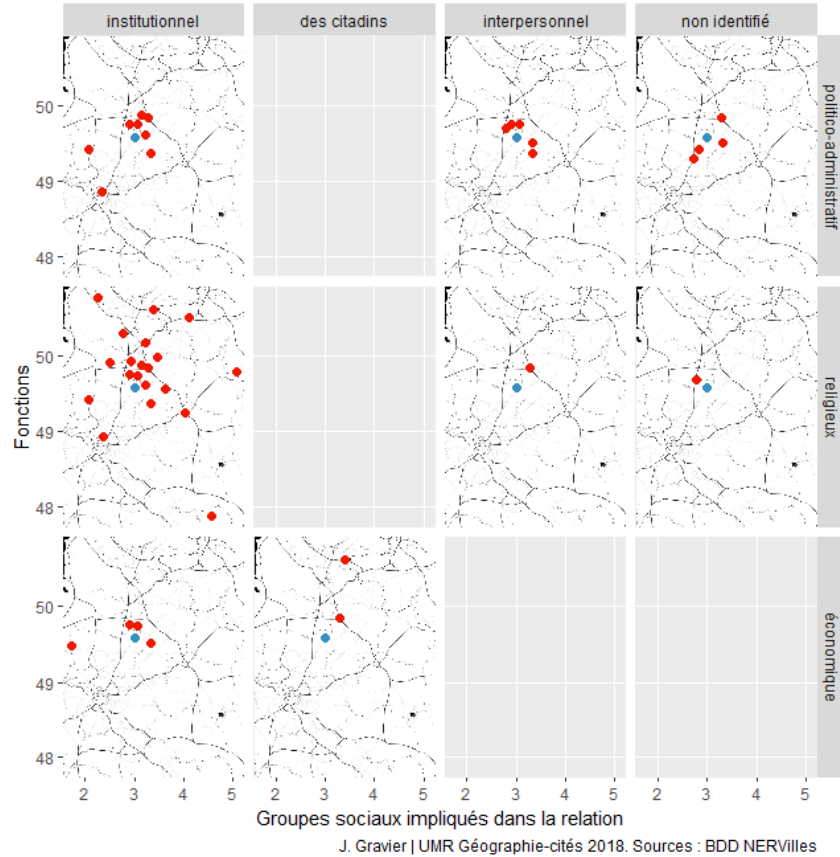 institutionnel
des citadins
interpersonnel
non identifié
50
49
48
politico-administratif
50
49
48
religieux
50
49
48
économique
Fonctions
2 3 4 5
2 3 4 5
2 3 4 5
2 3 4 5
Groupes sociaux impliqués dans la relation
J. Gravier | UMR Géographie-cités 2018. Sources : BDD NERVilles